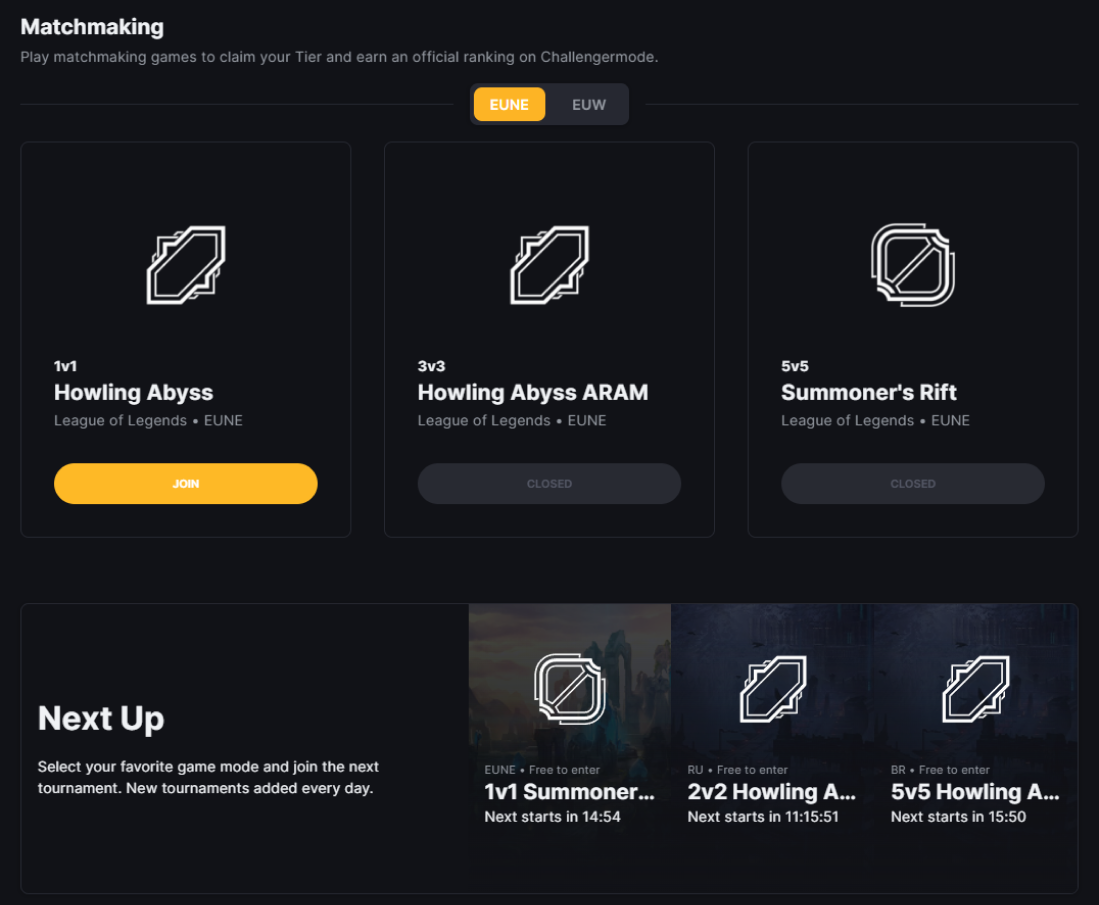 Matchmaking
Play matchmaking games to claim your Tier and earn an official ranking on Challengermode.
EUNE EUW
1v1
Howling Abyss
League of Legends • EUNE
JOIN
3v3
Howling Abyss ARAM
League of Legends • EUNE
CLOSED
5v5
Summoner's Rift
League of Legends • EUNE
CLOSED
Next Up
Select your favorite game mode and join the next
tournament. New tournaments added every day.
EUNE • Free to enter
1v1 Summoner...
Next starts in 14:54
RU • Free to enter
2v2 Howling A...
Next starts in 11:15:51
BR • Free to enter
5v5 Howling A...
Next starts in 15:50